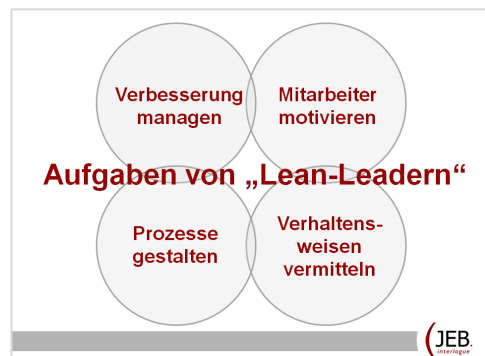 Verbesserung
managen
Mitarbeiter
motivieren
Aufgaben von „Lean-Leadern“
Prozesse
gestalten
Verhaltens-
weisen
vermitteln
JEB.
interlogue